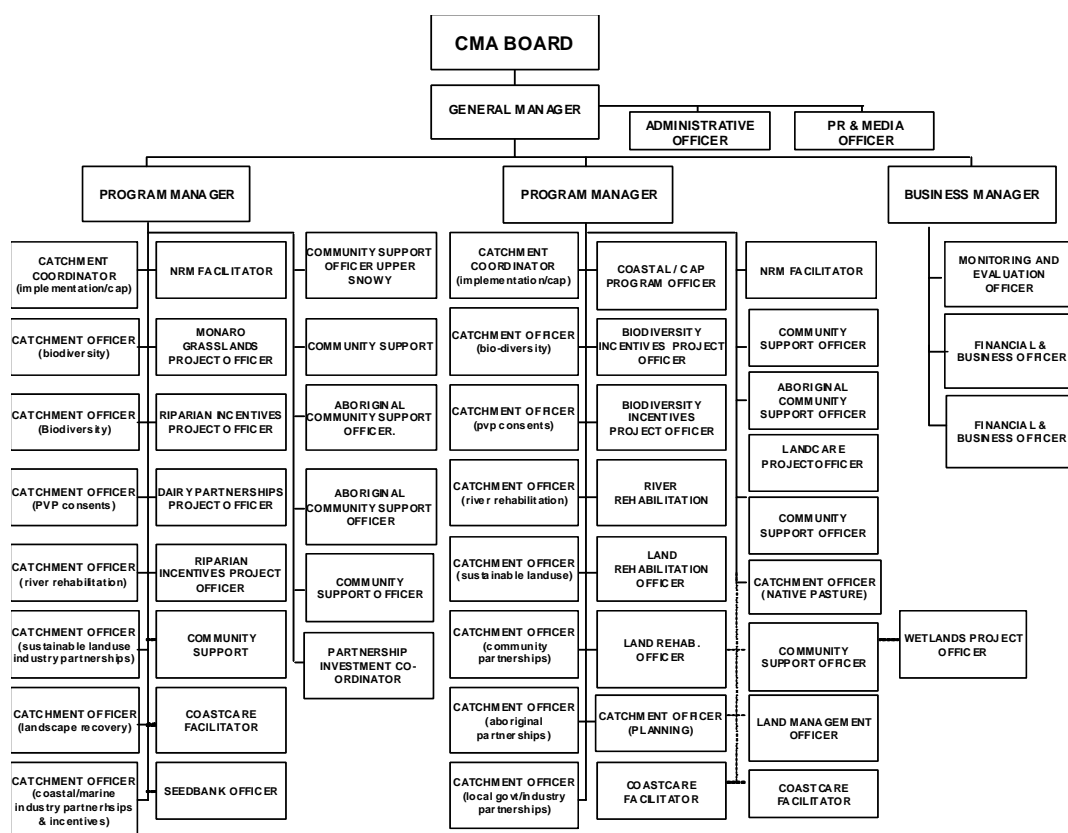 CMA BOARD
GENERAL MANAGER
ADMINISTRATIVE
OFFICER
PR & MEDIA
OFFICER
PROGRAM MANAGER
PROGRAM MANAGER
BUSINESS MANAGER
CATCHMENT
COORDINATOR
(implementation/cap)
CATCHMENT OFFICER
(biodiversity)
CATCHMENT OFFICER
(Biodiversity)
CATCHMENT OFFICER
(PVP consents)
CATCHMENT OFFICER
(river rehabilitation)
CATCHMENT OFFICER
(sustainable landuse
industry partnerships)
CATCHMENT OFFICER
(landscape recovery)
CATCHMENT OFFICER
(coastal/marine
industry partnerhsips
& incentives)
NRM FACILITATOR
MONARO
GRASSLANDS
PROJECT OFFICER
RIPARIAN INCENTIVES
PROJECT OFFICER
DAIRY PARTNERSHIPS
PROJECT OFFICER
RIPARIAN
INCENTIVES PROJECT
OFFICER
COMMUNITY
SUPPORT
COASTCARE
FACILITATOR
SEEDBANK OFFICER
COMMUNITY SUPPORT
OFFICER UPPER
SNOWY
COMMUNITY SUPPORT
ABORIGINAL
COMMUNITY SUPPORT
OFFICER.
ABORIGINAL
COMMUNITY SUPPORT
OFFICER
COMMUNITY
SUPPORT OFFICER
PARTNERSHIP
INVESTMENT CO-
ORDINATOR
CATCHMENT
COORDINATOR
(implementation/cap)
CATCHMENT OFFICER
(bio-diversity)
CATCHMENT OFFICER
(pvp consents)
CATCHMENT OFFICER
(river rehabilitation)
CATCHMENT OFFICER
(sustainable landuse)
CATCHMENT OFFICER
(community
partnerships)
CATCHMENT OFFICER
(aboriginal
partnerships)
CATCHMENT OFFICER
(local govt/industry
partnerships)
COASTAL / CAP
PROGRAM OFFICER
BIODIVERSITY
INCENTIVES PROJECT
OFFICER
BIODIVERSITY
INCENTIVES
PROJECT OFFICER
RIVER
REHABILITATION
LAND
REHABILITATION
OFFICER
LAND REHAB.
OFFICER
CATCHMENT OFFICER
(PLANNING)
COASTCARE
FACILITATOR
NRM FACILITATOR
COMMUNITY
SUPPORT OFFICER
ABORIGINAL
COMMUNITY
SUPPORT OFFICER
LANDCARE
PROJECT OFFICER
COMMUNITY
SUPPORT OFFICER
CATCHMENT OFFICER
(NATIVE PASTURE)
COMMUNITY
SUPPORT OFFICER
LAND MANAGEMENT
OFFICER
COASTCARE
FACILITATOR
WETLANDS PROJECT
OFFICER
MONITORING AND
EVALUATION
OFFICER
FINANCIAL &
BUSINESS OFFICER
FINANCIAL &
BUSINESS OFFICER